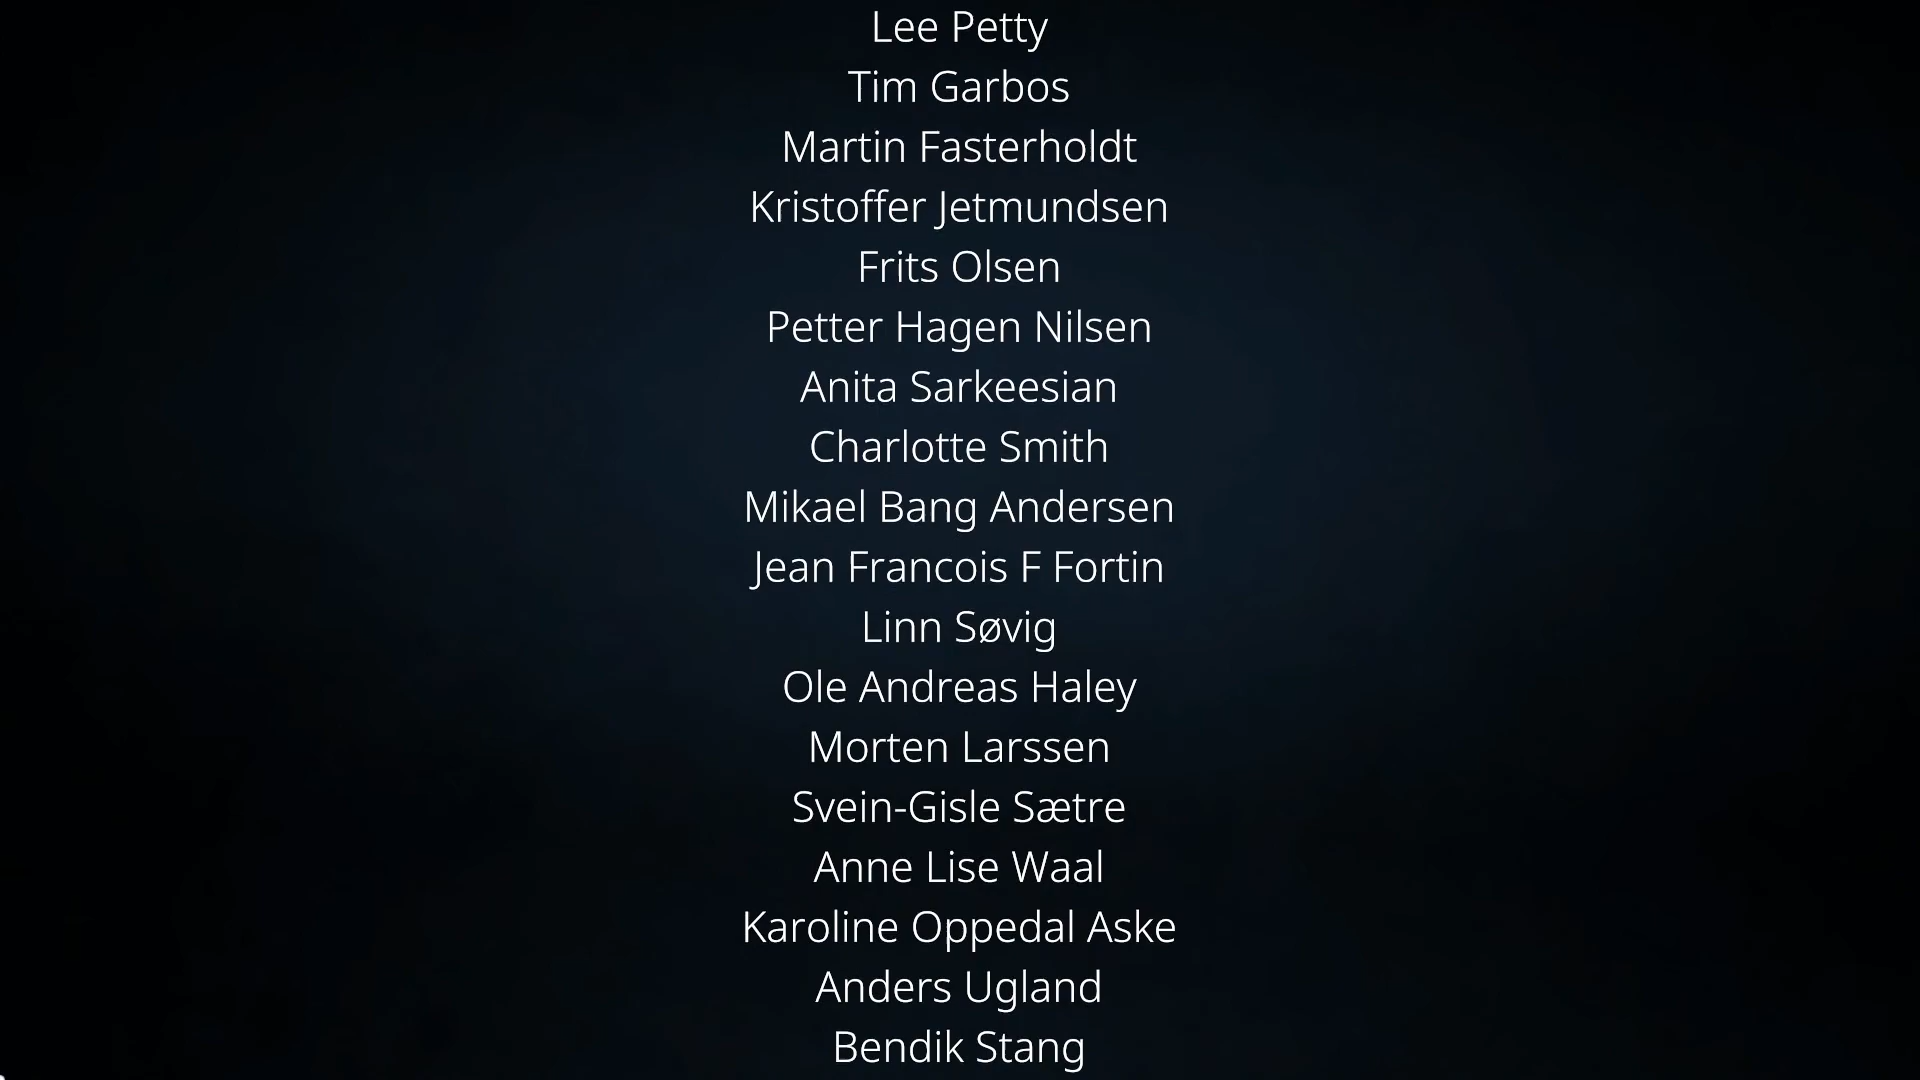 Lee Petty
Tim Garbos
Martin Fasterholdt
Kristoffer Jetmundsen
Frits Olsen
Petter Hagen Nilsen
Anita Sarkeesian
Charlotte Smith
Mikael Bang Andersen
Jean Francois F Fortin
Linn Søvig
Ole Andreas Haley
Morten Larssen
Svein-Gisle Sætre
Anne Lise Waal
Karoline Oppedal Aske
Anders Ugland
Bendik Stang